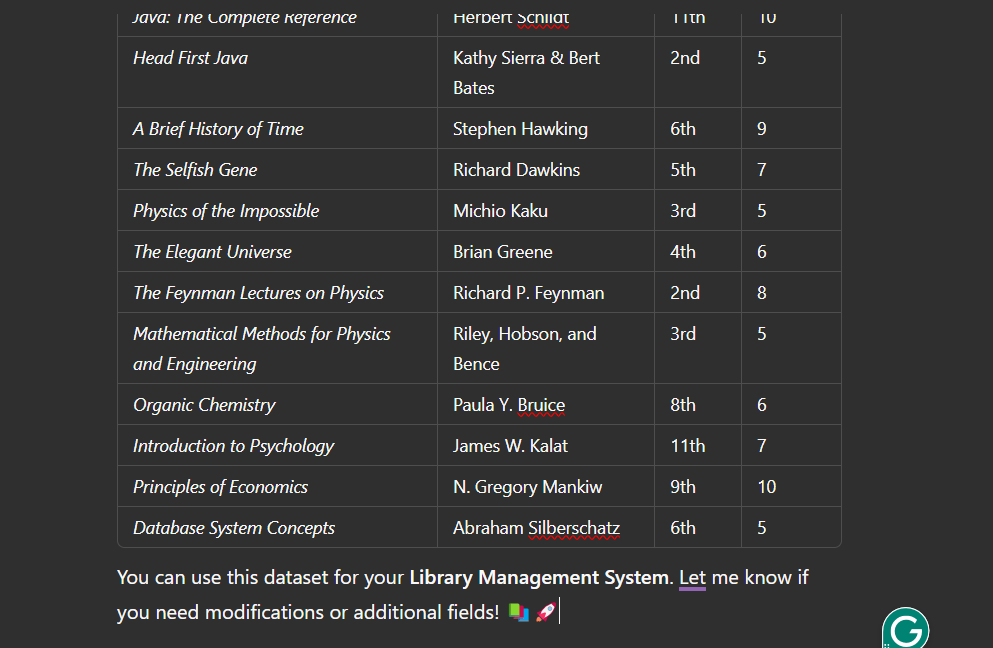 Java: The Complete Reference Herbert Schildt 11th 10
Head First Java Kathy Sierra & Bert 2nd 5
Bates
A Brief History of Time Stephen Hawking 6th 9
The Selfish Gene Richard Dawkins 5th 7
Physics of the Impossible Michio Kaku 3rd 5
The Elegant Universe Brian Greene 4th 6
The Feynman Lectures on Physics Richard P. Feynman 2nd 8
Mathematical Methods for Physics Riley, Hobson, and 3rd 5
and Engineering Bence
Organic Chemistry Paula Y. Bruice 8th 6
Introduction to Psychology James W. Kalat 11th 7
Principles of Economics N. Gregory Mankiw 9th 10
Database System Concepts Abraham Silberschatz 6th 5
You can use this dataset for your Library Management System. Let me know if
you need modifications or additional fields! 📚🚀